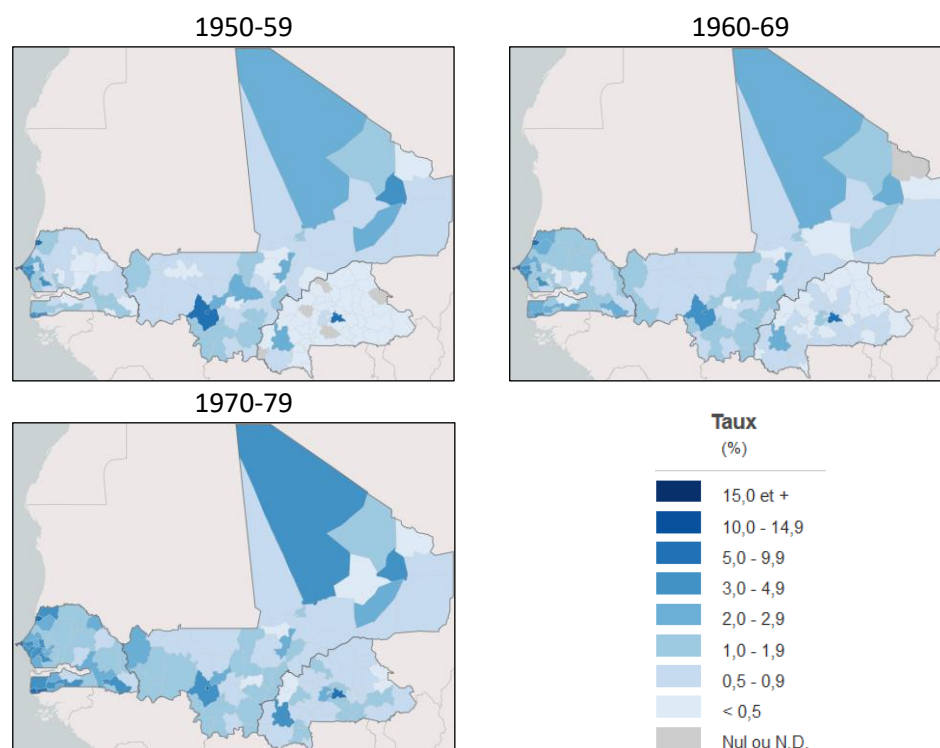 1950-59
1960-69
1970-79
Taux
(%)
15,0 et +
10,0 - 14,9
5,0 - 9,9
3,0 - 4,9
2,0 - 2,9
1,0 - 1,9
0,5 - 0,9
< 0,5
Nul ou N.D.